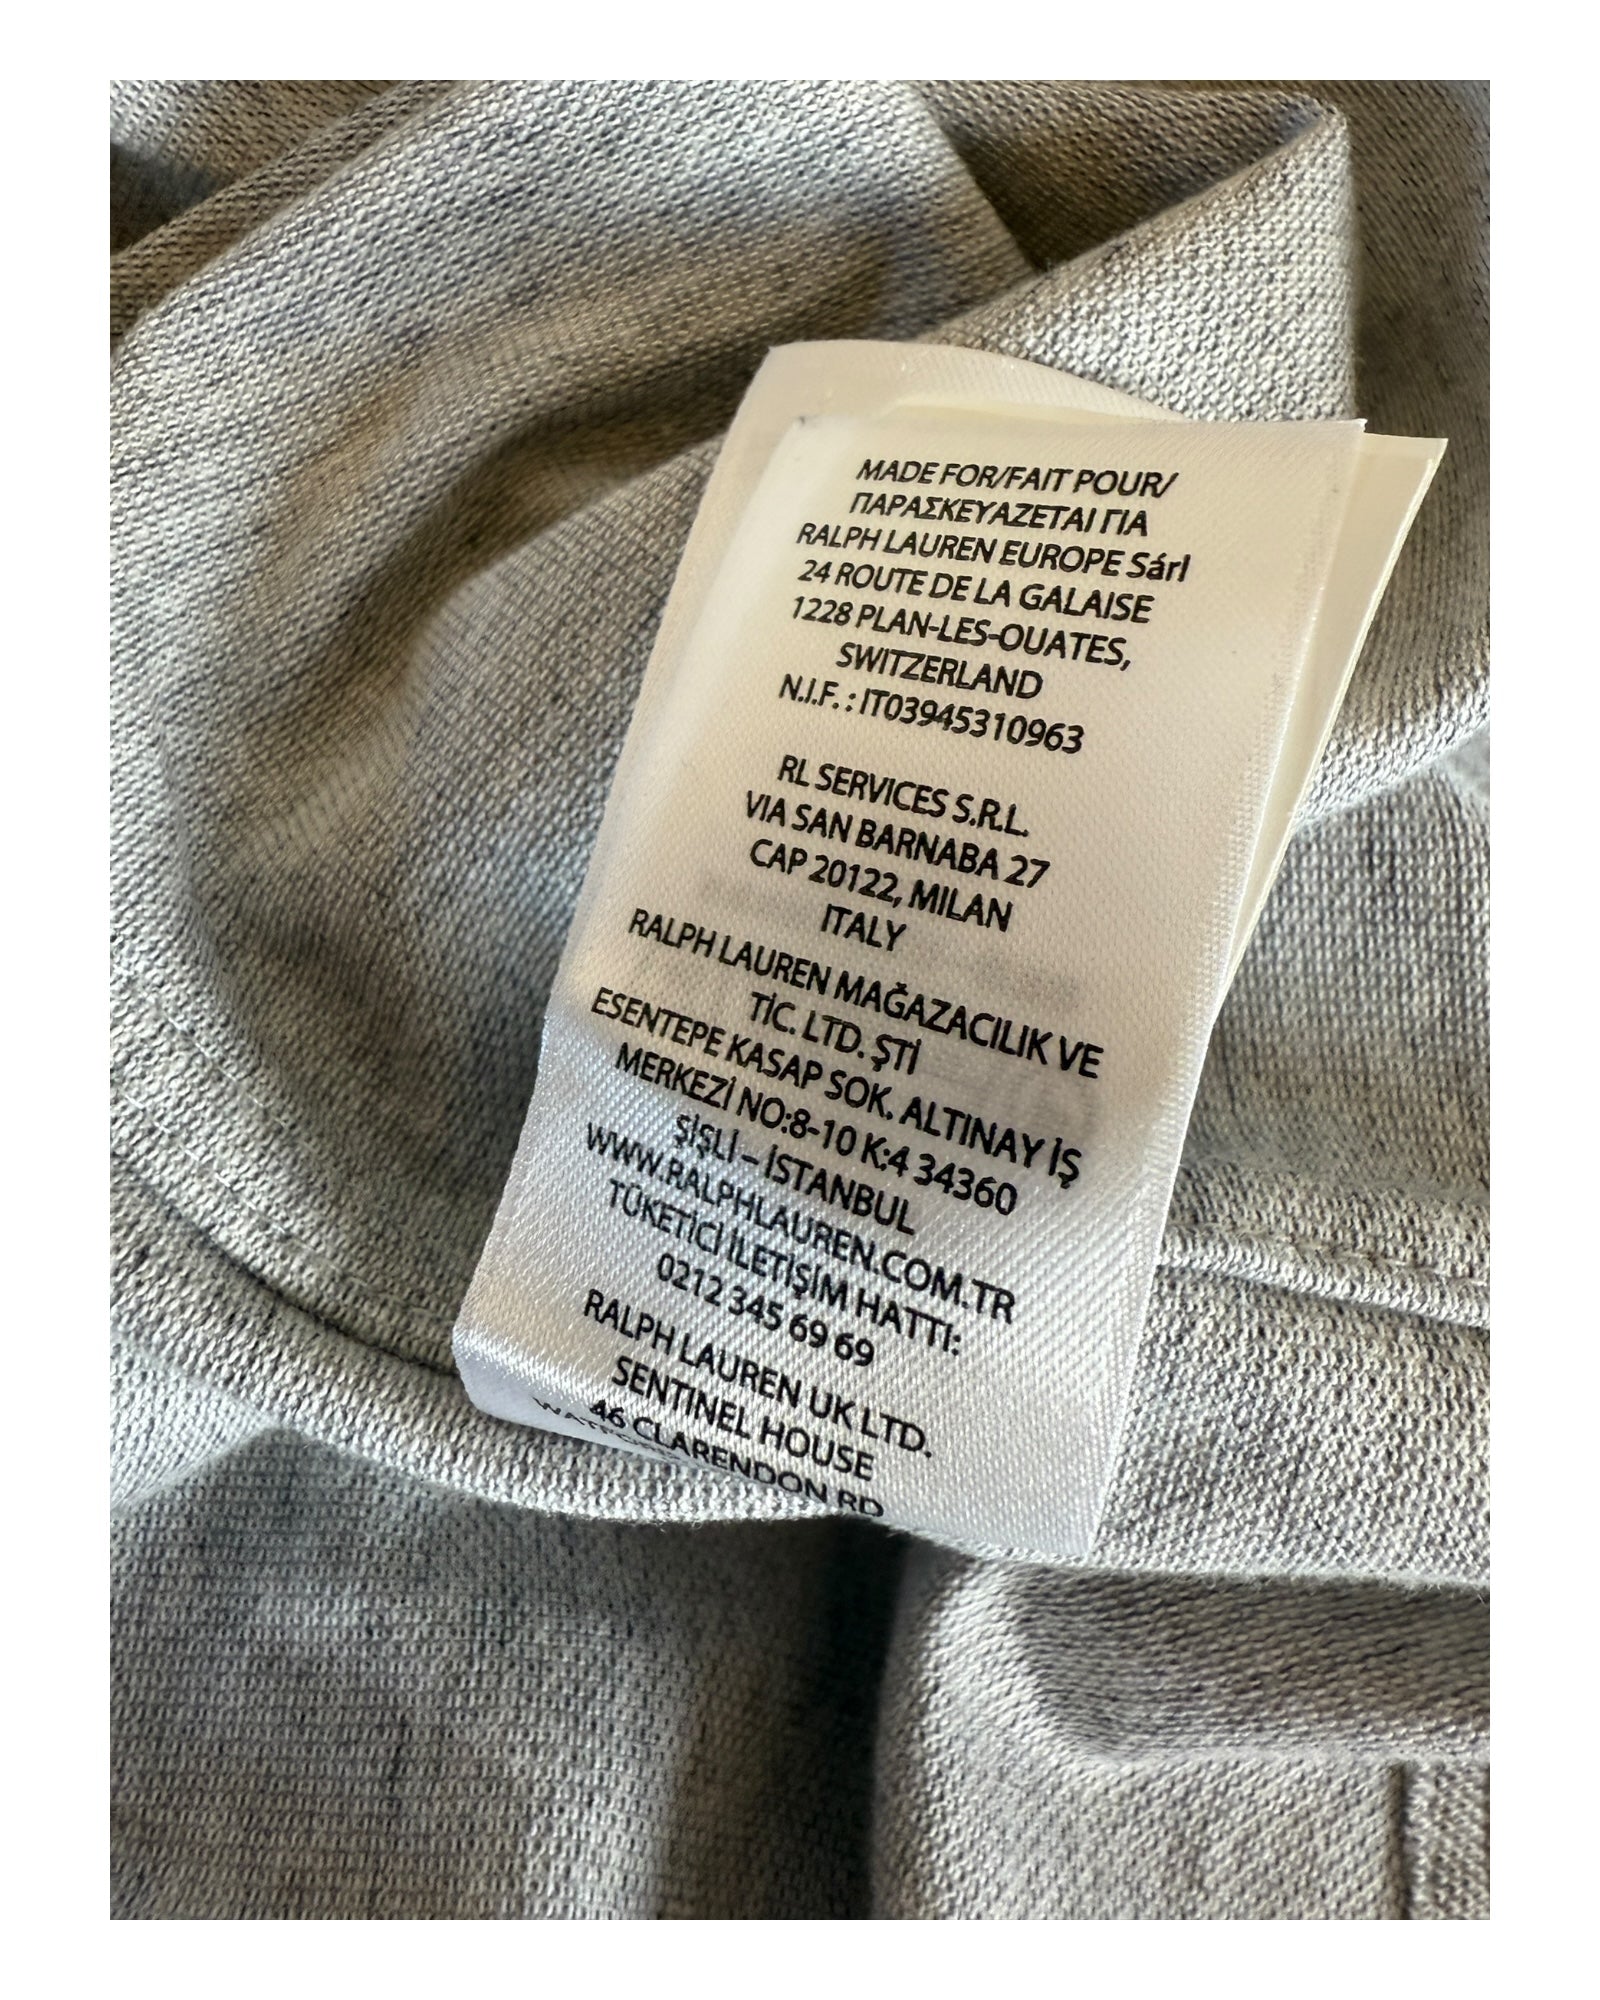 MADE FOR/FAIT POUR/
ΠΑΡΑΣΚΕΥΑΖΕΤΑΙ ΓΙΑ
RALPH LAUREN EUROPE Sárl
24 ROUTE DE LA GALAISE
1228 PLAN-LES-OUATES,
SWITZERLAND
N.I.F. : IT03945310963
RL SERVICES S.R.L.
VIA SAN BARNABA 27
CAP 20122, MILAN
ITALY
RALPH LAUREN MAĞAZACILIK VE
TİC. LTD. ŞTİ
ESENTEPE KASAP SOK. ALTINAY İŞ
MERKEZİ NO:8-10 K:4 34360
ŞİŞLİ – İSTANBUL
WWW.RALPHLAUREN.COM.TR
TÜKETİCİ İLETİŞİM HATTI:
0212 345 69 69
RALPH LAUREN UK LTD.
SENTINEL HOUSE
46 CLARENDON RD